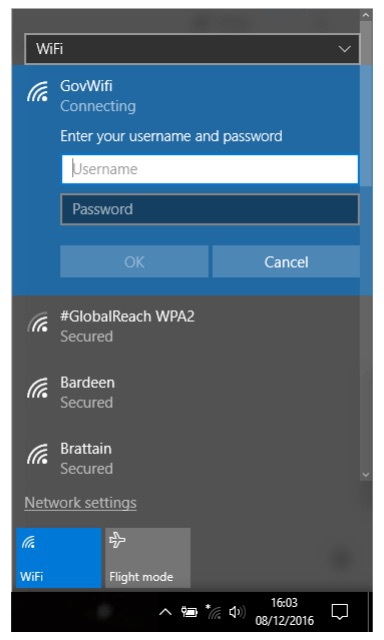 WiFi
GovWifi
Connecting
Enter your username and password
Username
Password
OK
Cancel
#GlobalReach WPA2
Secured
Bardeen
Secured
Brattain
Secured
Network settings
WiFi
Flight mode
16:03
08/12/2016